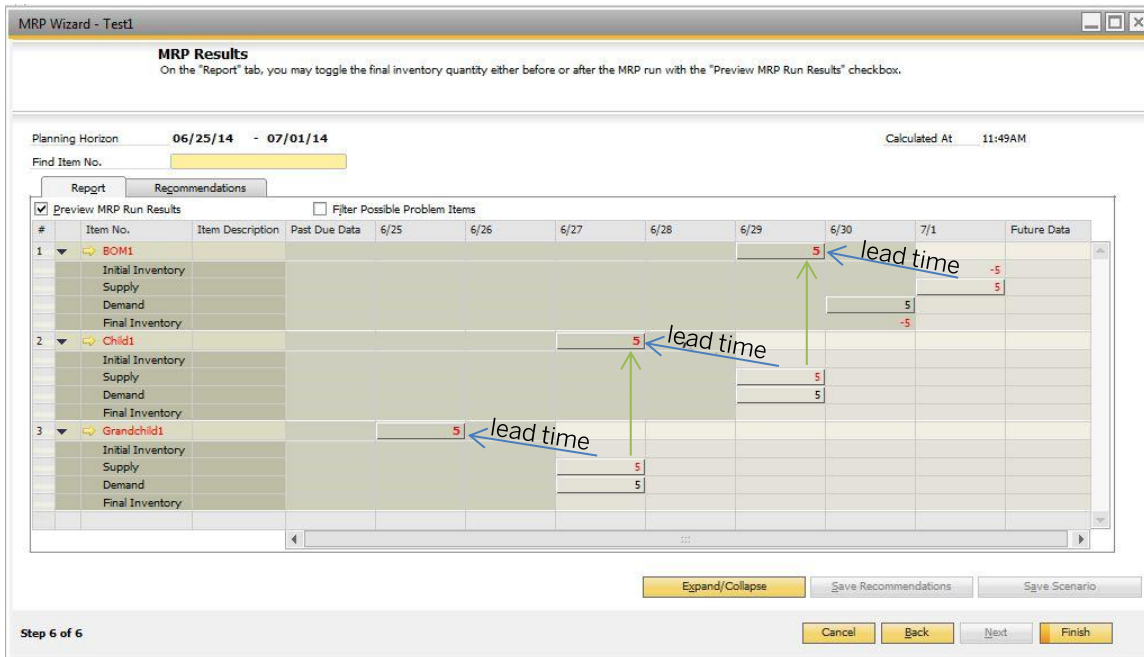 MRP Wizard - Test1
MRP Results
On the "Report" tab, you may toggle the final inventory quantity either before or after the MRP run with the "Preview MRP Run Results" checkbox.
Planning Horizon 06/25/14 - 07/01/14 Calculated At 11:49AM
Find Item No.
Report Recommendations
Preview MRP Run Results Filter Possible Problem Items
# Item No. Item Description Past Due Data 6/25 6/26 6/27 6/28 6/29 6/30 7/1 Future Data
1 BOM1 5 lead time
Initial Inventory -5
Supply 5
Demand 5
Final Inventory -5
2 Child1 5 lead time
Initial Inventory
Supply 5
Demand 5
Final Inventory
3 Grandchild1 5 lead time
Initial Inventory
Supply 5
Demand 5
Final Inventory
Expand/Collapse Save Recommendations Save Scenario
Step 6 of 6 Cancel Back Next Finish